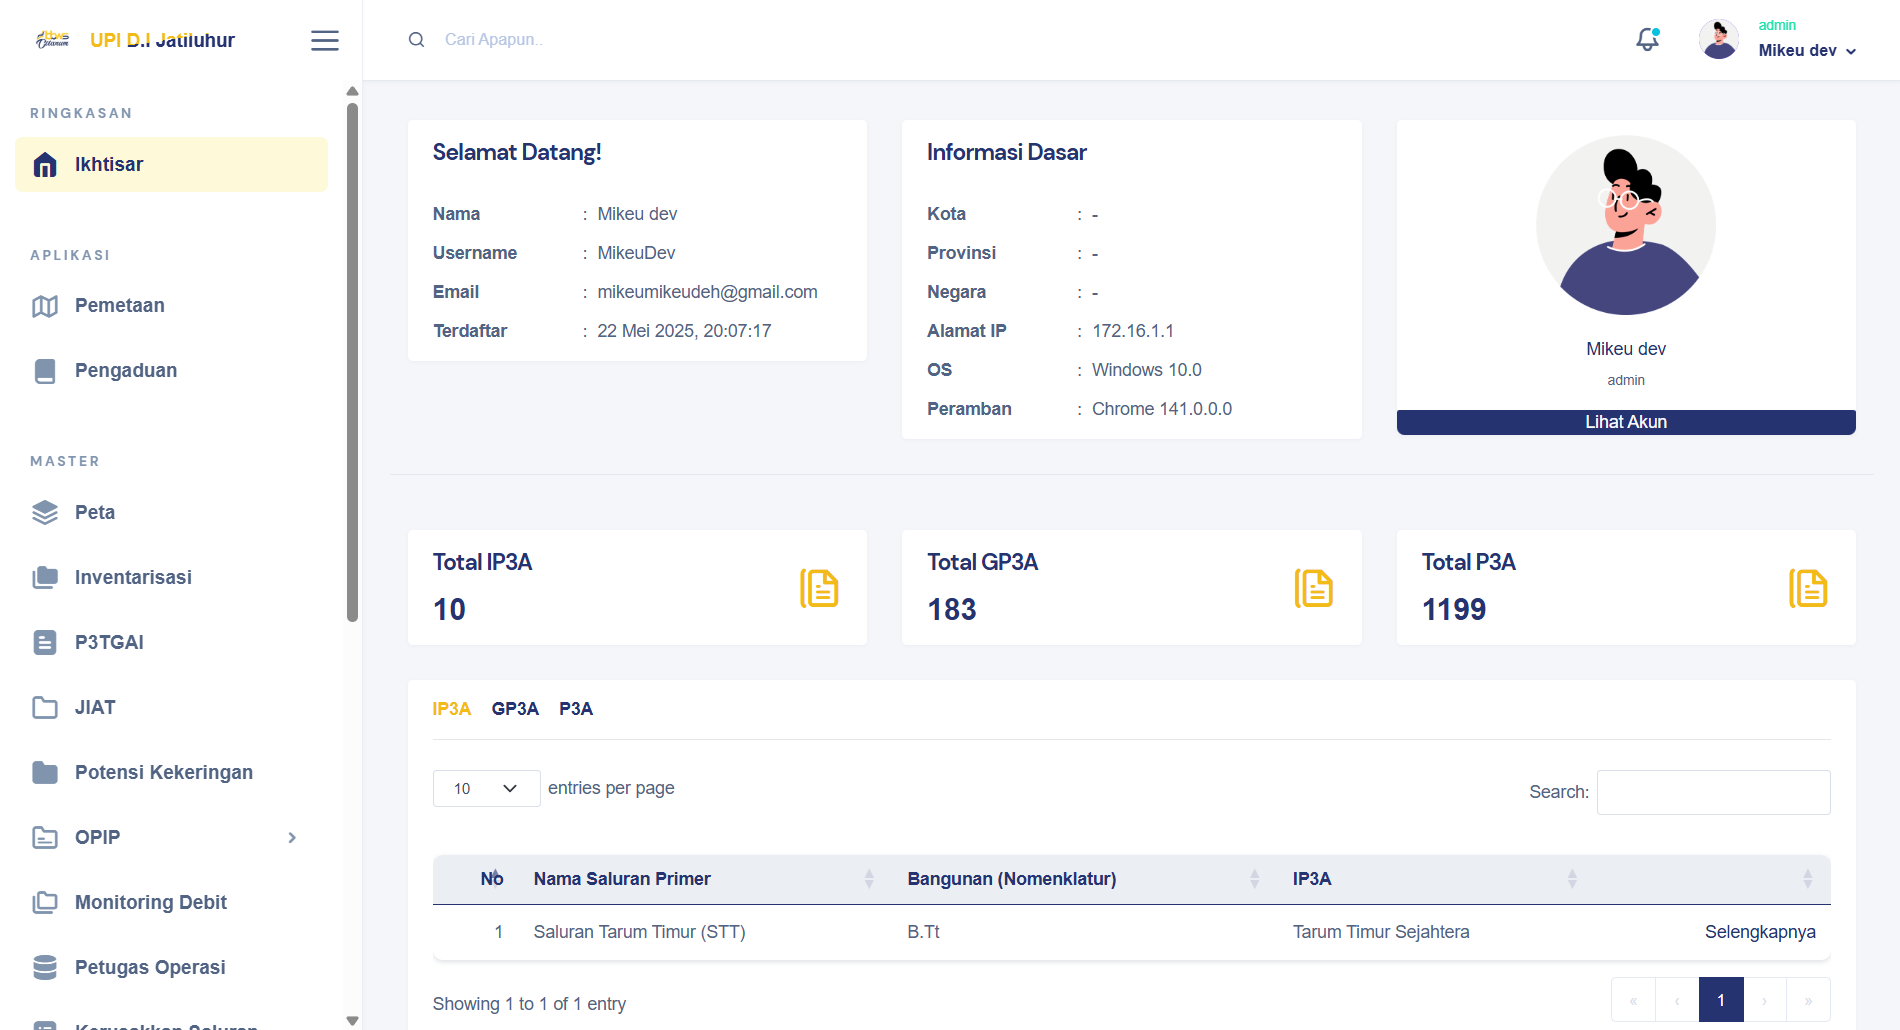 UPI D.I Jatiluhur
Cari Apapun..
admin
Mikeu dev
RINGKASAN
Ikhtisar
APLIKASI
Pemetaan
Pengaduan
MASTER
Peta
Inventarisasi
P3TGAI
JIAT
Potensi Kekeringan
OPIP
Monitoring Debit
Petugas Operasi
Kerusakkan Saluran
Selamat Datang!
Nama : Mikeu dev
Username : MikeuDev
Email : mikeumikeudeh@gmail.com
Terdaftar : 22 Mei 2025, 20:07:17
Informasi Dasar
Kota : -
Provinsi : -
Negara : -
Alamat IP : 172.16.1.1
OS : Windows 10.0
Peramban : Chrome 141.0.0.0
Mikeu dev
admin
Lihat Akun
Total IP3A
10
Total GP3A
183
Total P3A
1199
IP3A GP3A P3A
10 entries per page
Search:
No Nama Saluran Primer Bangunan (Nomenklatur) IP3A
1 Saluran Tarum Timur (STT) B.Tt Tarum Timur Sejahtera Selengkapnya
Showing 1 to 1 of 1 entry
« ‹ 1 › »